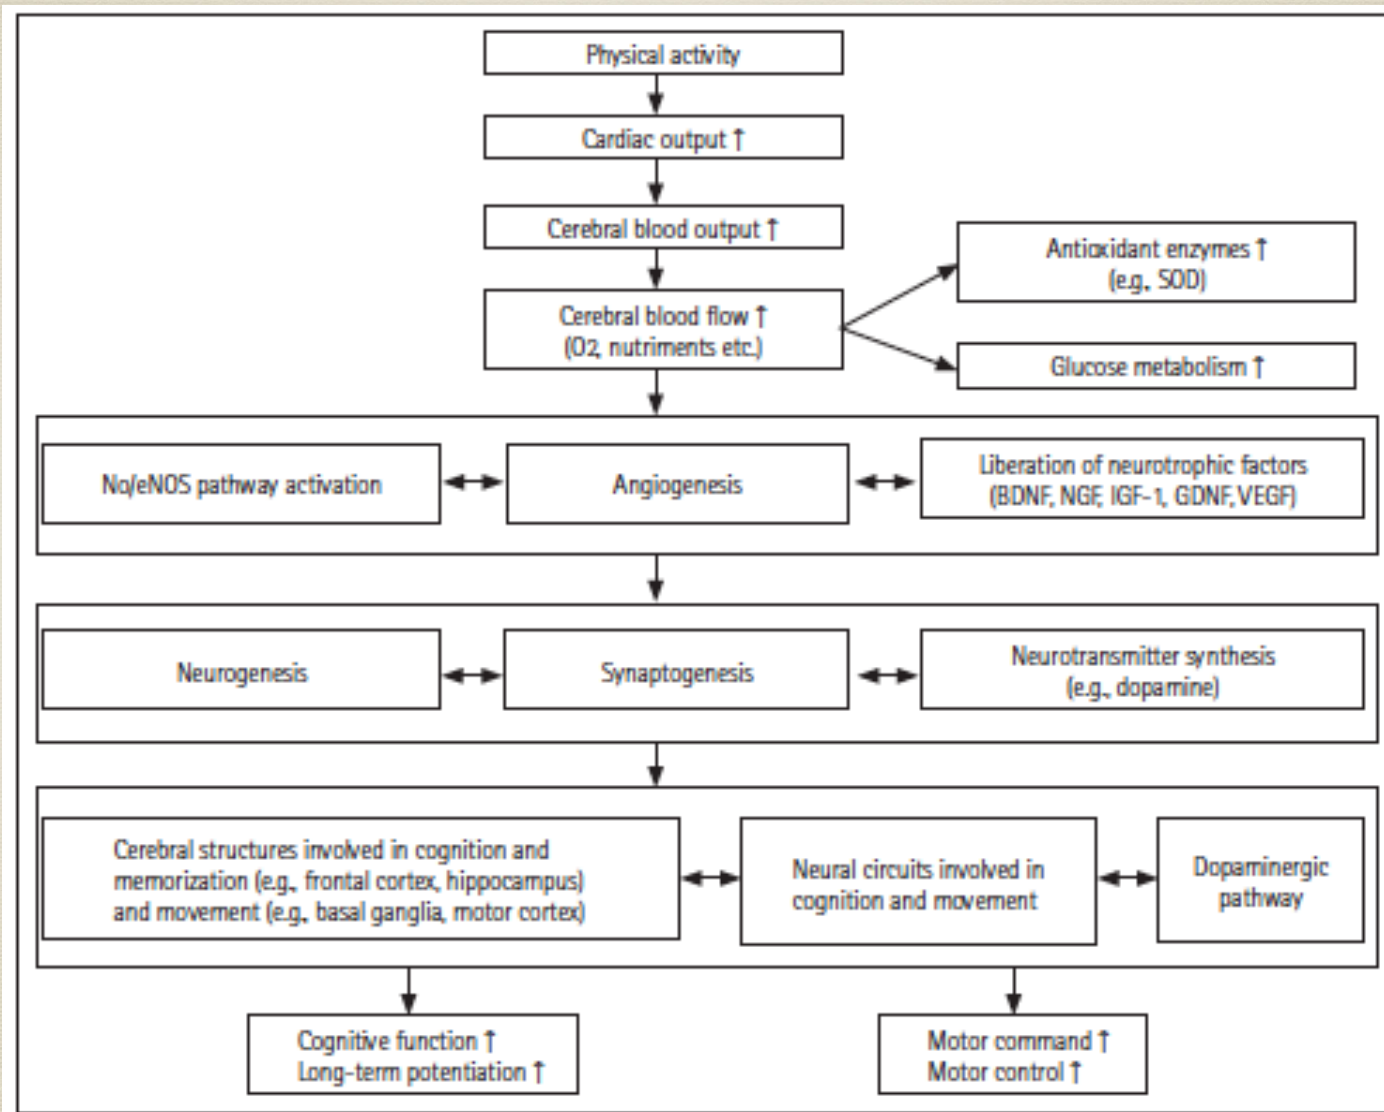 Physical activity
Cardiac output ↑
Cerebral blood output ↑
Antioxidant enzymes ↑
(e.g., SOD)
Cerebral blood flow ↑
(O2, nutriments etc.)
Glucose metabolism ↑
No/eNOS pathway activation
Angiogenesis
Liberation of neurotrophic factors
(BDNF, NGF, IGF-1, GDNF, VEGF)
Neurogenesis
Synaptogenesis
Neurotransmitter synthesis
(e.g., dopamine)
Cerebral structures involved in cognition and
memorization (e.g., frontal cortex, hippocampus)
and movement (e.g., basal ganglia, motor cortex)
Neural circuits involved in
cognition and movement
Dopaminergic
pathway
Cognitive function ↑
Long-term potentiation ↑
Motor command ↑
Motor control ↑